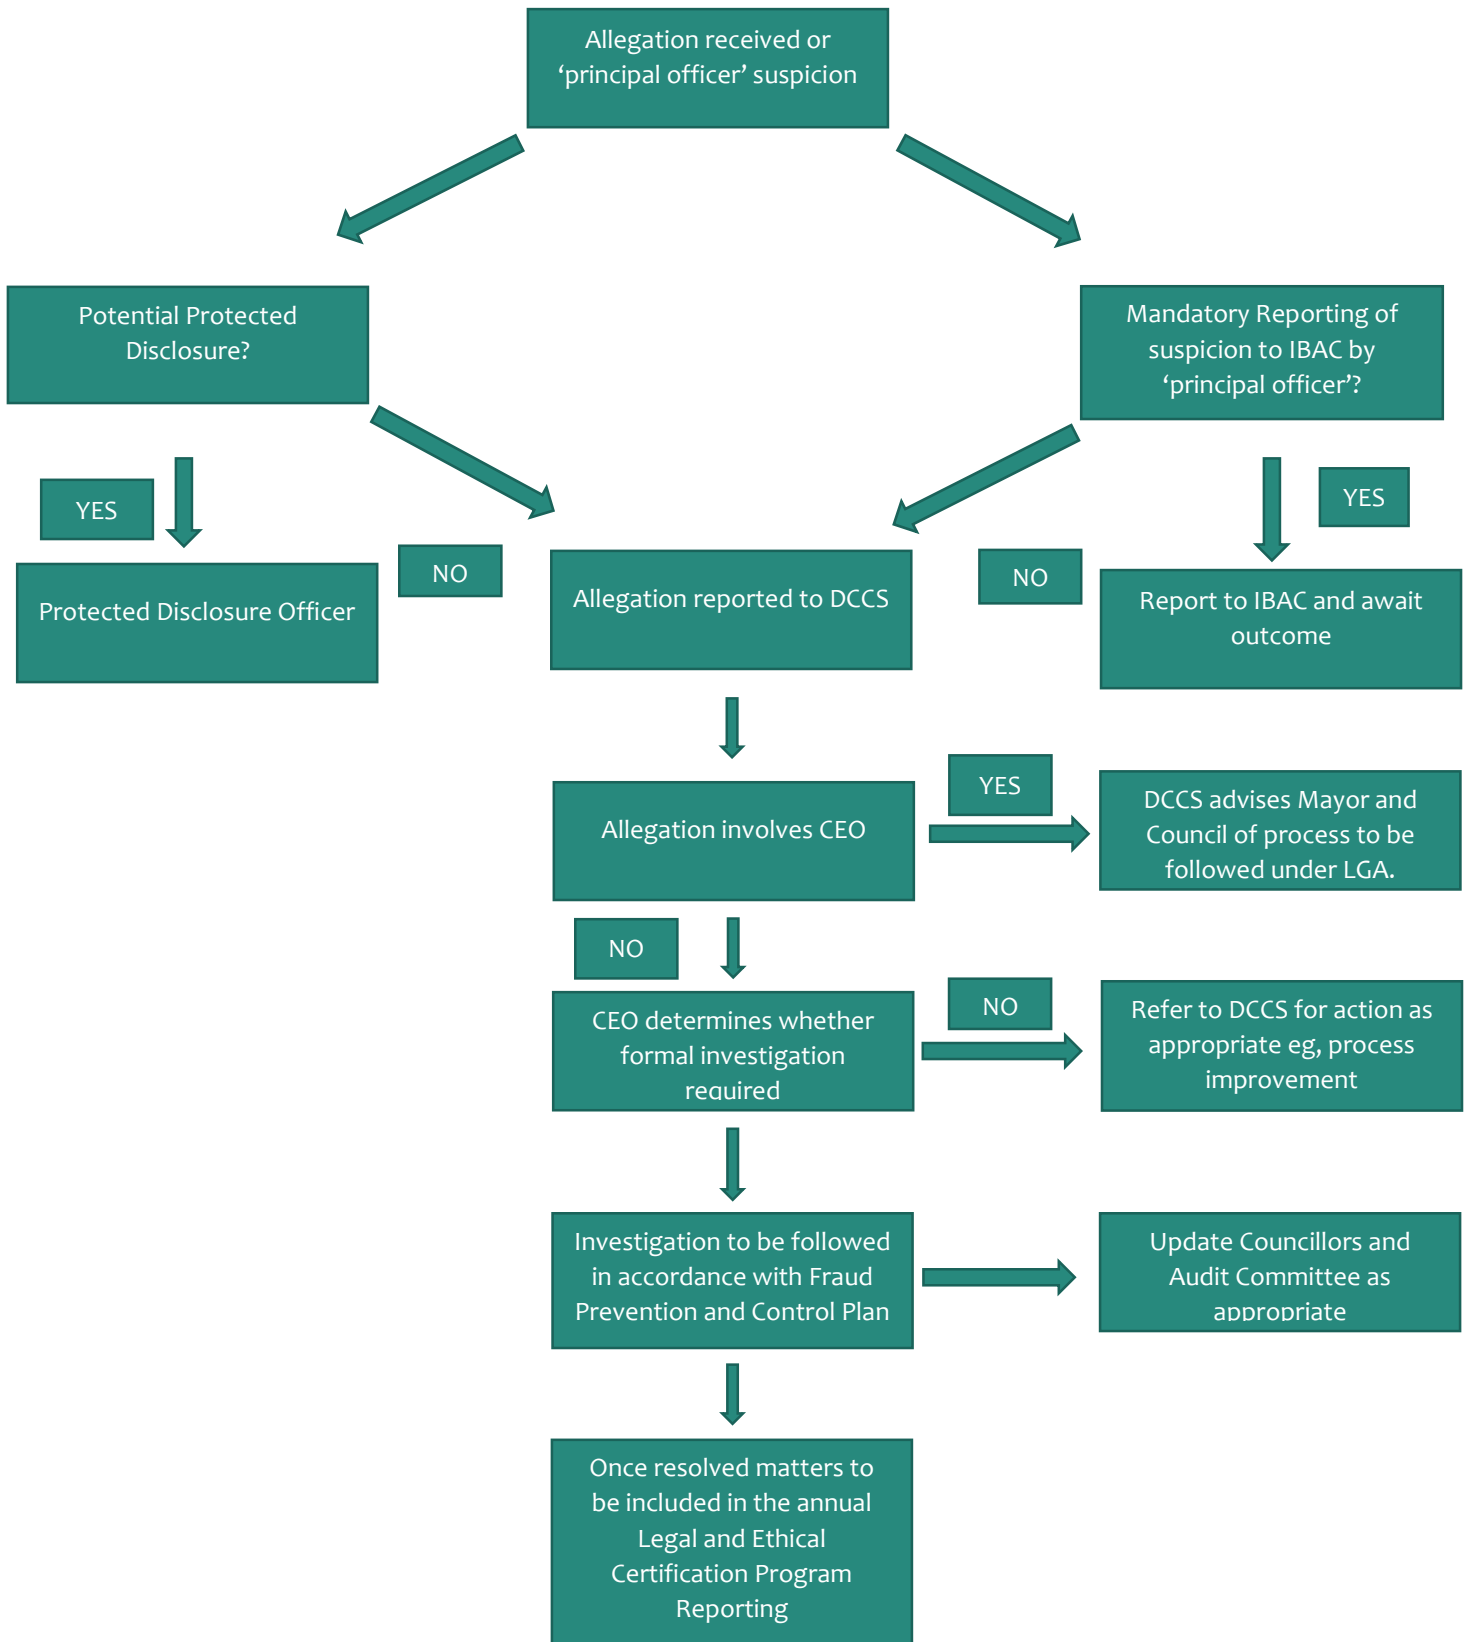 Allegation received or
‘principal officer’ suspicion
Potential Protected
Disclosure?
Mandatory Reporting of
suspicion to IBAC by
‘principal officer’?
YES
YES
Protected Disclosure Officer
NO
Allegation reported to DCCS
NO
Report to IBAC and await
outcome
Allegation involves CEO
YES
DCCS advises Mayor and
Council of process to be
followed under LGA.
NO
CEO determines whether
formal investigation
required
NO
Refer to DCCS for action as
appropriate eg, process
improvement
Investigation to be followed
in accordance with Fraud
Prevention and Control Plan
Update Councillors and
Audit Committee as
appropriate
Once resolved matters to
be included in the annual
Legal and Ethical
Certification Program
Reporting